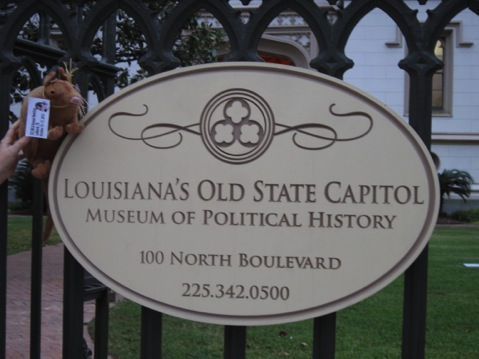 LOUISIANA'S OLD STATE CAPITOL
MUSEUM OF POLITICAL HISTORY
100 NORTH BOULEVARD
225.342.0500